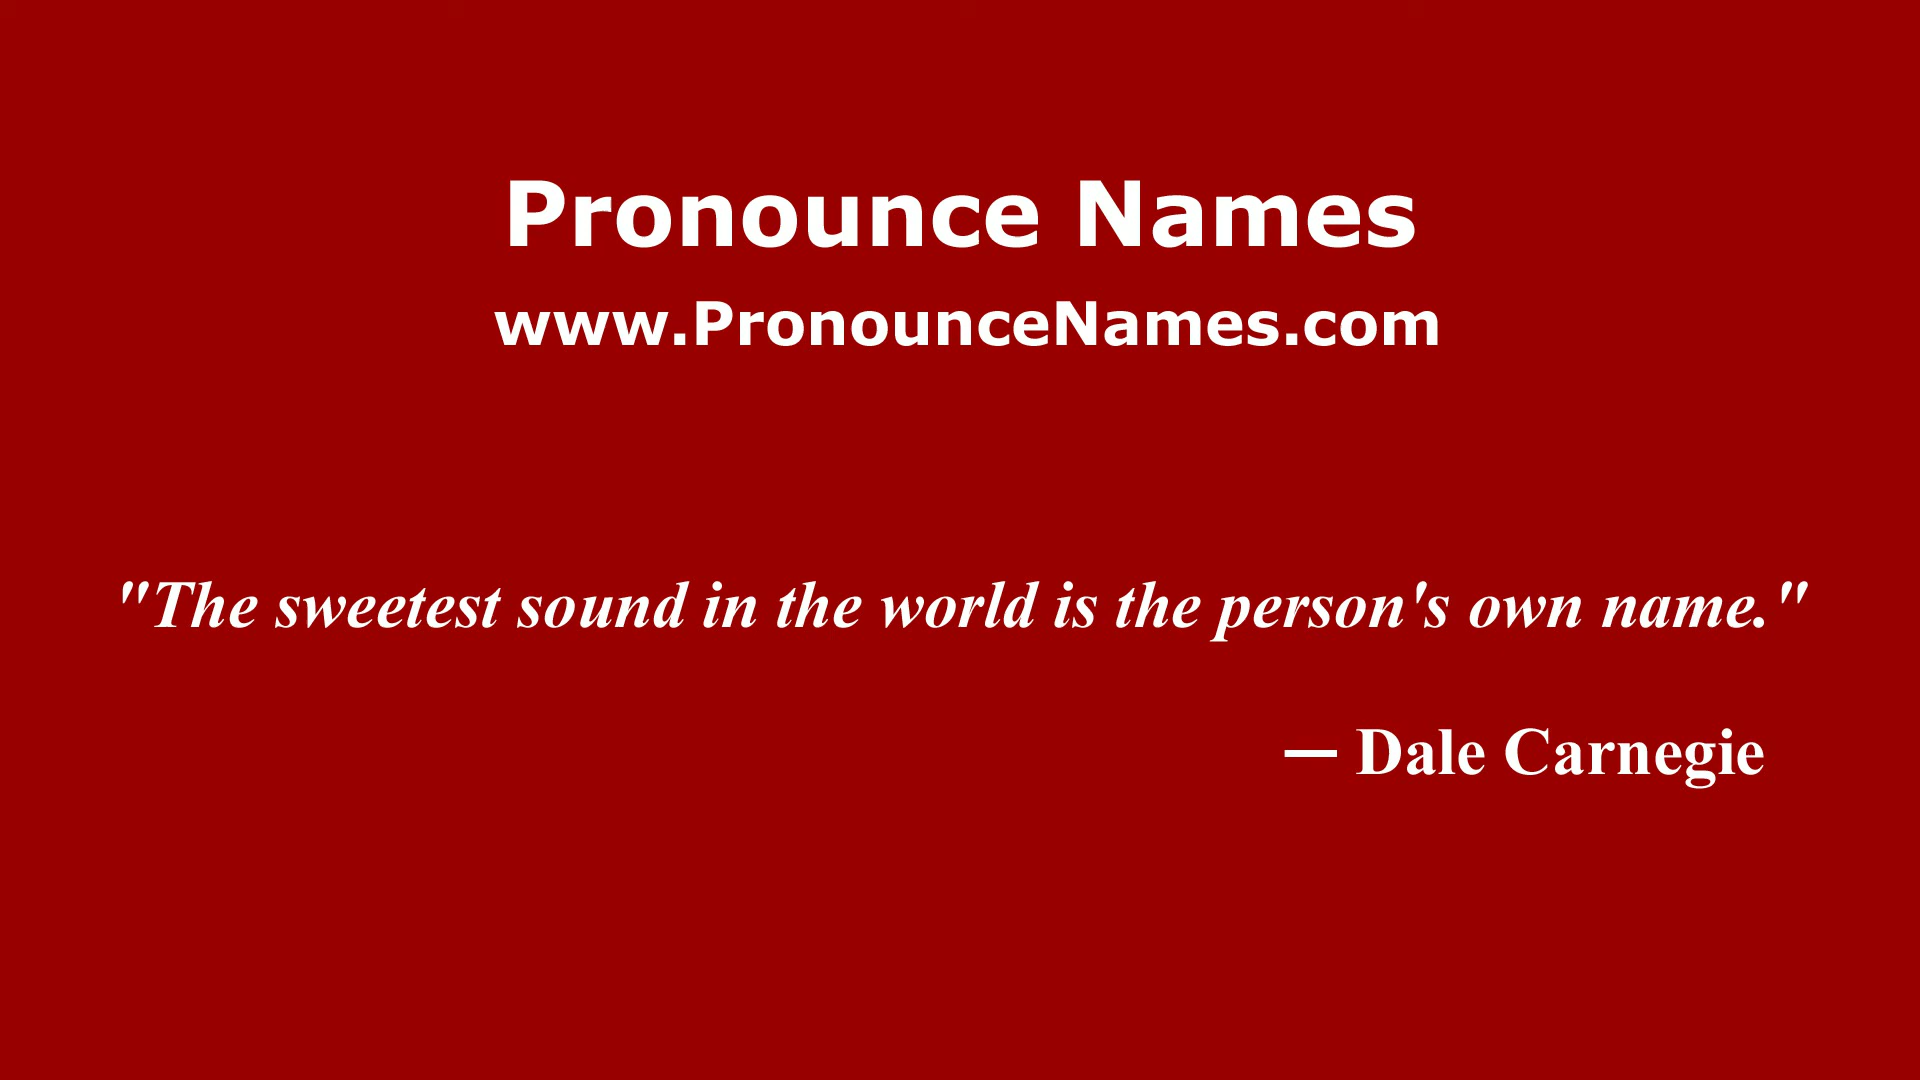 Pronounce Names
www.PronounceNames.com
"The sweetest sound in the world is the person's own name."
— Dale Carnegie